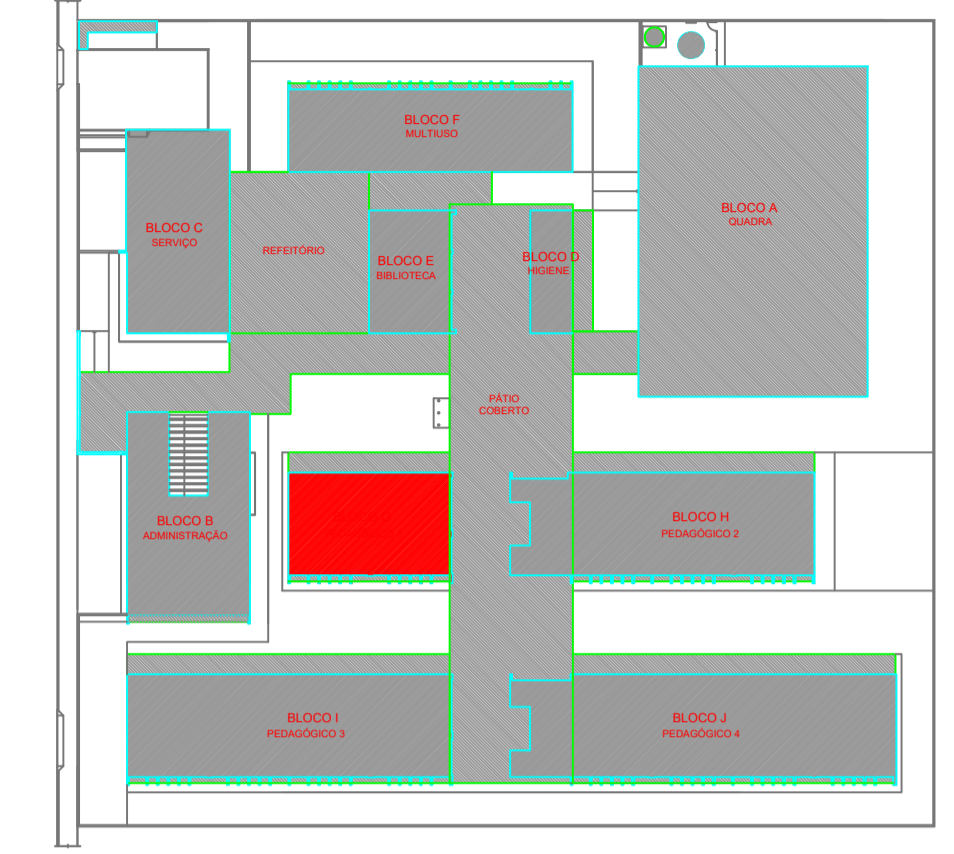 BLOCO F
MULTIUSO
BLOCO A
QUADRA
BLOCO C
SERVIÇO
REFEITÓRIO
BLOCO E
BIBLIOTECA
BLOCO D
HIGIENE
PÁTIO
COBERTO
BLOCO B
ADMINISTRAÇÃO
BLOCO H
PEDAGÓGICO 2
BLOCO I
PEDAGÓGICO 3
BLOCO J
PEDAGÓGICO 4